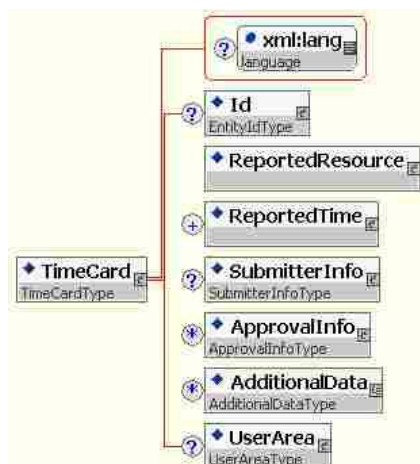 ? xml:lang
language
? Id
EntityIdType
ReportedResource
+ ReportedTime
TimeCard
TimeCardType
? SubmitterInfo
SubmitterInfoType
* ApprovalInfo
ApprovalInfoType
* AdditionalData
AdditionalDataType
? UserArea
UserAreaType